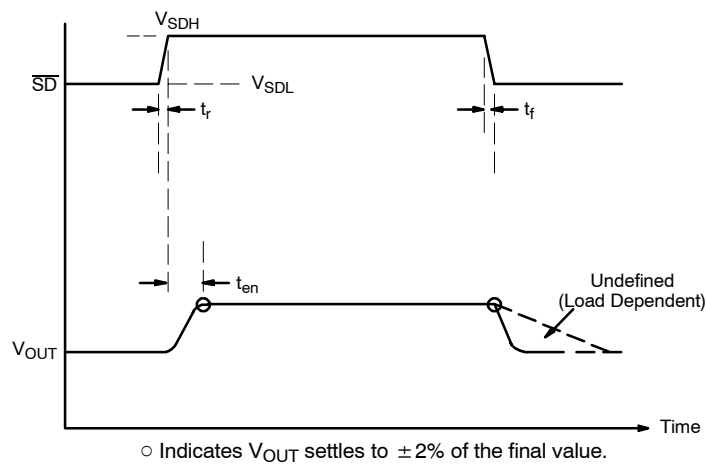 V_SDH
S̅D̅
V_SDL
t_r
t_f
t_en
Undefined
(Load Dependent)
V_OUT
Time
○ Indicates V_OUT settles to ±2% of the final value.